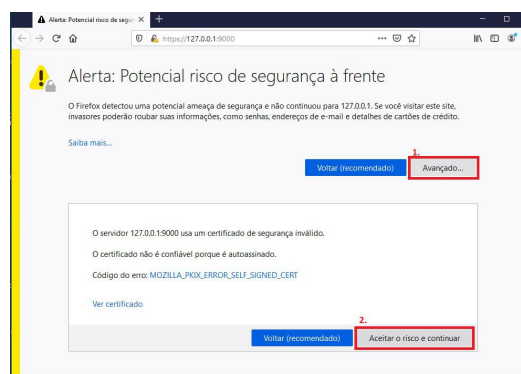 Alerta: Potencial risco de segur
https://127.0.0.1:9000
Alerta: Potencial risco de segurança à frente
O Firefox detectou uma potencial ameaça de segurança e não continuou para 127.0.0.1. Se você visitar este site,
invasores poderão roubar suas informações, como senhas, endereços de e-mail e detalhes de cartões de crédito.
Saiba mais...
1.
Voltar (recomendado)
Avançado...
O servidor 127.0.0.1:9000 usa um certificado de segurança inválido.
O certificado não é confiável porque é autoassinado.
Código do erro: MOZILLA_PKIX_ERROR_SELF_SIGNED_CERT
Ver certificado
2.
Voltar (recomendado)
Aceitar o risco e continuar